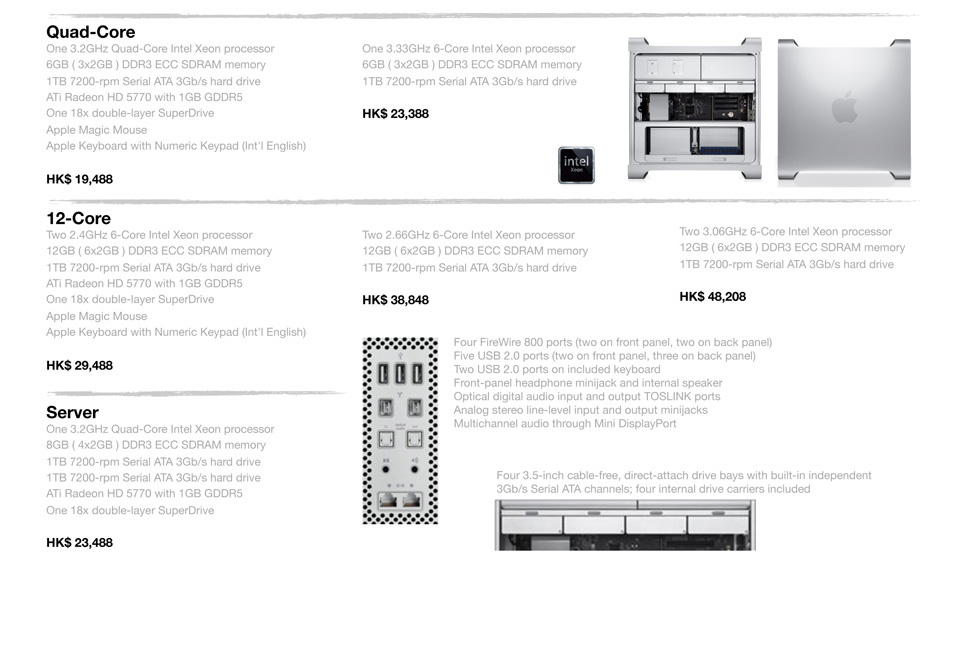 Quad-Core
One 3.2GHz Quad-Core Intel Xeon processor
6GB ( 3x2GB ) DDR3 ECC SDRAM memory
1TB 7200-rpm Serial ATA 3Gb/s hard drive
ATi Radeon HD 5770 with 1GB GDDR5
One 18x double-layer SuperDrive
Apple Magic Mouse
Apple Keyboard with Numeric Keypad (Int'l English)
HK$ 19,488
One 3.33GHz 6-Core Intel Xeon processor
6GB ( 3x2GB ) DDR3 ECC SDRAM memory
1TB 7200-rpm Serial ATA 3Gb/s hard drive
HK$ 23,388
intel
Xeon
12-Core
Two 2.4GHz 6-Core Intel Xeon processor
12GB ( 6x2GB ) DDR3 ECC SDRAM memory
1TB 7200-rpm Serial ATA 3Gb/s hard drive
ATi Radeon HD 5770 with 1GB GDDR5
One 18x double-layer SuperDrive
Apple Magic Mouse
Apple Keyboard with Numeric Keypad (Int'l English)
HK$ 29,488
Two 2.66GHz 6-Core Intel Xeon processor
12GB ( 6x2GB ) DDR3 ECC SDRAM memory
1TB 7200-rpm Serial ATA 3Gb/s hard drive
HK$ 38,848
Two 3.06GHz 6-Core Intel Xeon processor
12GB ( 6x2GB ) DDR3 ECC SDRAM memory
1TB 7200-rpm Serial ATA 3Gb/s hard drive
HK$ 48,208
Server
One 3.2GHz Quad-Core Intel Xeon processor
8GB ( 4x2GB ) DDR3 ECC SDRAM memory
1TB 7200-rpm Serial ATA 3Gb/s hard drive
1TB 7200-rpm Serial ATA 3Gb/s hard drive
ATi Radeon HD 5770 with 1GB GDDR5
One 18x double-layer SuperDrive
HK$ 23,488
Four FireWire 800 ports (two on front panel, two on back panel)
Five USB 2.0 ports (two on front panel, three on back panel)
Two USB 2.0 ports on included keyboard
Front-panel headphone minijack and internal speaker
Optical digital audio input and output TOSLINK ports
Analog stereo line-level input and output minijacks
Multichannel audio through Mini DisplayPort
Four 3.5-inch cable-free, direct-attach drive bays with built-in independent
3Gb/s Serial ATA channels; four internal drive carriers included